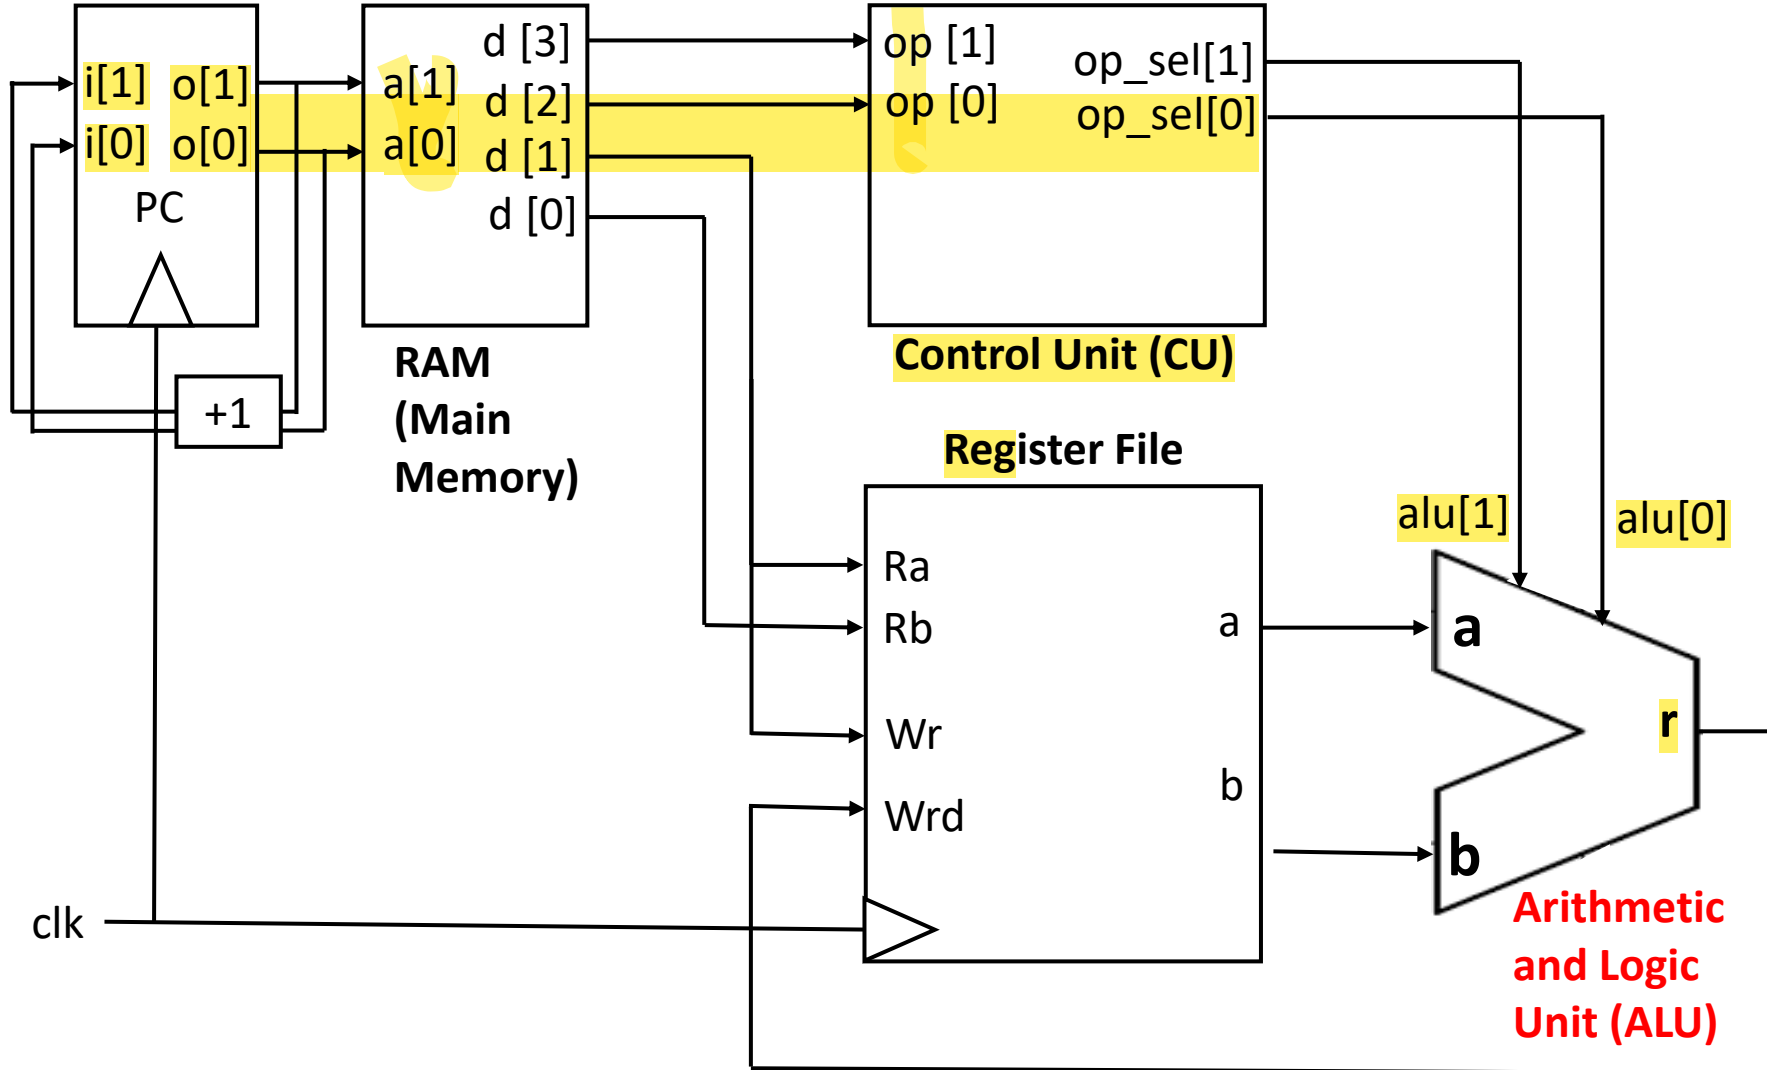 i[1]
o[1]
i[0]
o[0]
PC
+1
a[1]
a[0]
d [3]
d [2]
d [1]
d [0]
RAM
(Main
Memory)
op [1]
op [0]
op_sel[1]
op_sel[0]
Control Unit (CU)
Register File
Ra
Rb
Wr
Wrd
a
b
alu[1]
alu[0]
a
b
r
Arithmetic
and Logic
Unit (ALU)
clk